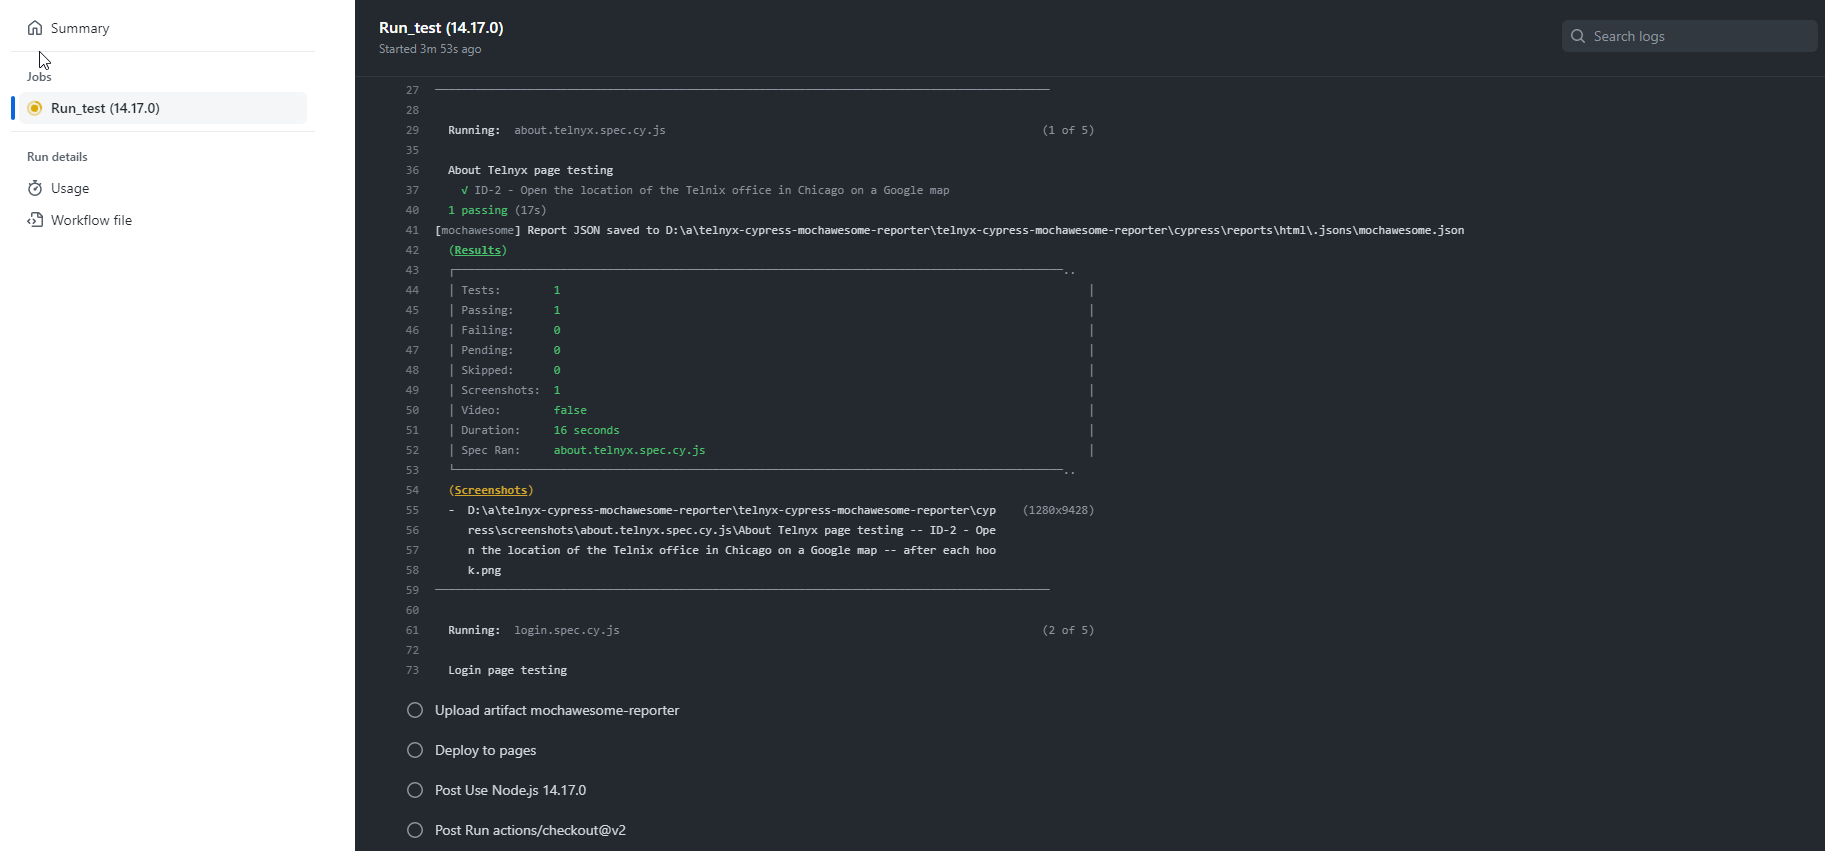 Summary
Jobs
Run_test (14.17.0)
Run details
Usage
Workflow file
Run_test (14.17.0)
Started 3m 53s ago
Search logs
27
28
29 Running: about.telnyx.spec.cy.js (1 of 5)
35
36 About Telnyx page testing
37 √ ID-2 - Open the location of the Telnix office in Chicago on a Google map
40 1 passing (17s)
41 [mochawesome] Report JSON saved to D:\a\telnyx-cypress-mochawesome-reporter\telnyx-cypress-mochawesome-reporter\cypress\reports\html\.jsons\mochawesome.json
42 (Results)
43 ┌────────────────────────────────────────..
44 │ Tests: 1 │
45 │ Passing: 1 │
46 │ Failing: 0 │
47 │ Pending: 0 │
48 │ Skipped: 0 │
49 │ Screenshots: 1 │
50 │ Video: false │
51 │ Duration: 16 seconds │
52 │ Spec Ran: about.telnyx.spec.cy.js │
53 └────────────────────────────────────────..
54 (Screenshots)
55 - D:\a\telnyx-cypress-mochawesome-reporter\telnyx-cypress-mochawesome-reporter\cyp (1280x9428)
56 ress\screenshots\about.telnyx.spec.cy.js\About Telnyx page testing -- ID-2 - Ope
57 n the location of the Telnix office in Chicago on a Google map -- after each hoo
58 k.png
59
60
61 Running: login.spec.cy.js (2 of 5)
72
73 Login page testing
Upload artifact mochawesome-reporter
Deploy to pages
Post Use Node.js 14.17.0
Post Run actions/checkout@v2